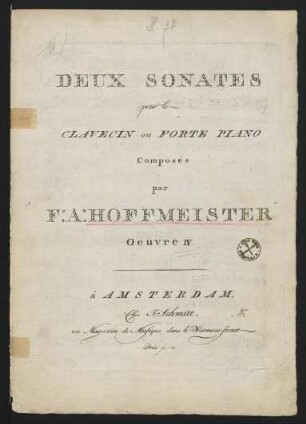 DEUX SONATES
pour le
CLAVECIN ou FORTE PIANO
Composés
par
F: A: HOFFMEISTER
Oeuvre IV
à AMSTERDAM,
Chez J: Schmitt,
au Magazin de Musique dans le Warmoes straat